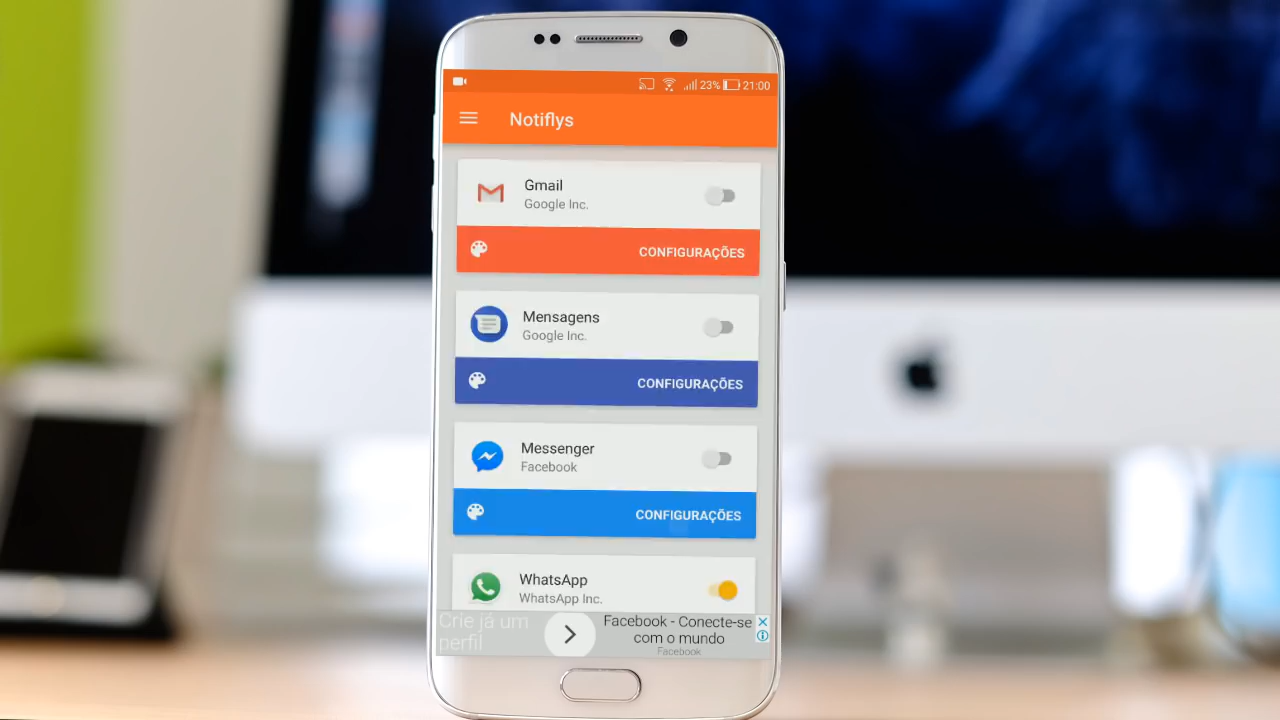 23% 21:00
Notiflys
Gmail
Google Inc.
CONFIGURAÇÕES
Mensagens
Google Inc.
CONFIGURAÇÕES
Messenger
Facebook
CONFIGURAÇÕES
WhatsApp
WhatsApp Inc.
Crie já um
perfil
Facebook - Conecte-se
com o mundo
Facebook